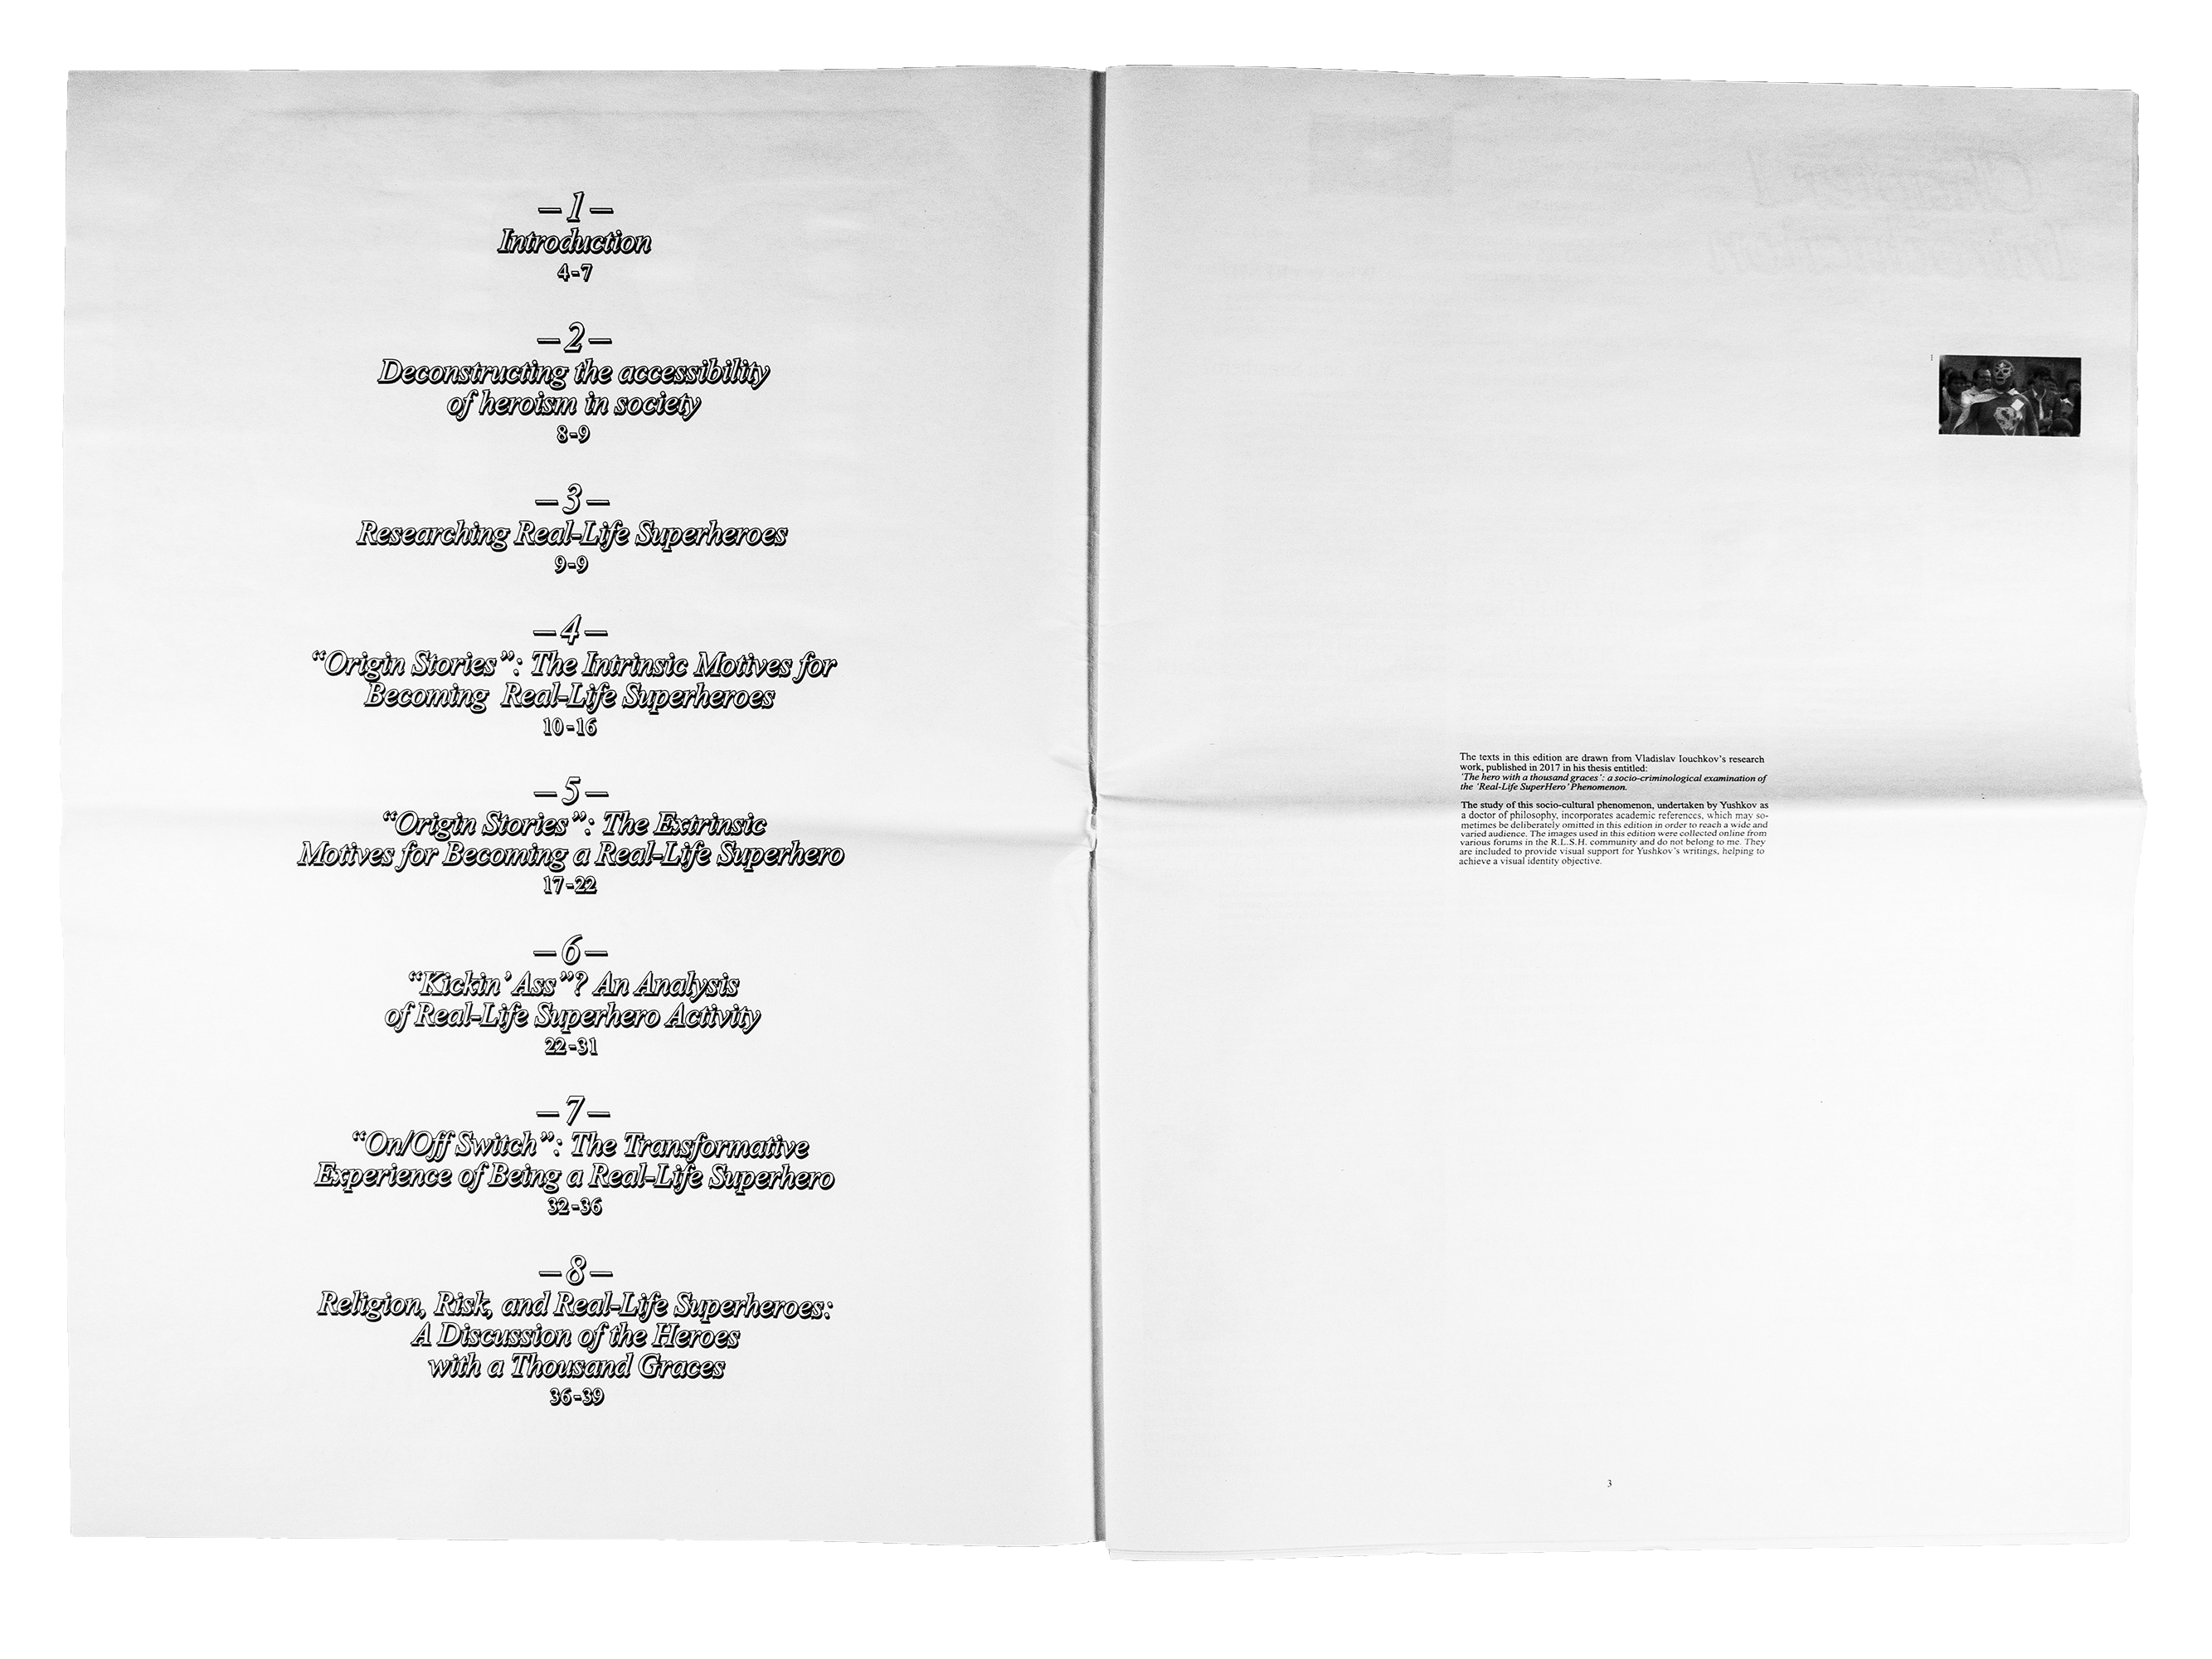 —1—
Introduction
4-7
—2—
Deconstructing the accessibility
of heroism in society
8-9
—3—
Researching Real-Life Superheroes
9-9
—4—
“Origin Stories”: The Intrinsic Motives for
Becoming Real-Life Superheroes
10-16
—5—
“Origin Stories”: The Extrinsic
Motives for Becoming a Real-Life Superhero
17-22
—6—
“Kickin’ Ass”? An Analysis
of Real-Life Superhero Activity
22-31
—7—
“On/Off Switch”: The Transformative
Experience of Being a Real-Life Superhero
32-36
—8—
Religion, Risk, and Real-Life Superheroes:
A Discussion of the Heroes
with a Thousand Graces
36-39
1
The texts in this edition are drawn from Vladislav Iouchkov’s research
work, published in 2017 in his thesis entitled:
‘The hero with a thousand graces’: a socio-criminological examination of
the ‘Real-Life SuperHero’ Phenomenon.
The study of this socio-cultural phenomenon, undertaken by Yushkov as
a doctor of philosophy, incorporates academic references, which may so-
metimes be deliberately omitted in this edition in order to reach a wide and
varied audience. The images used in this edition were collected online from
various forums in the R.L.S.H. community and do not belong to me. They
are included to provide visual support for Yushkov’s writings, helping to
achieve a visual identity objective.
3